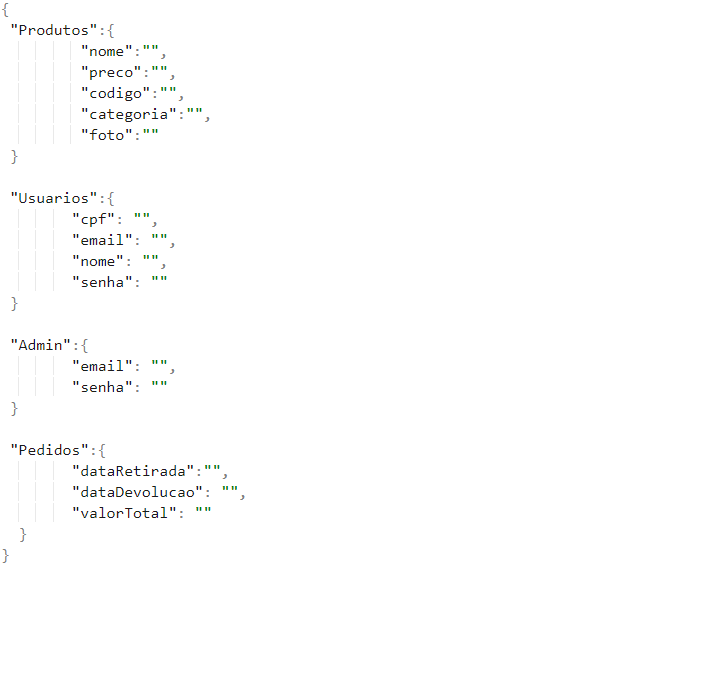 {
"Produtos":{
"nome":"",
"preco":"",
"codigo":"",
"categoria":"",
"foto":""
}
"Usuarios":{
"cpf": "",
"email": "",
"nome": "",
"senha": ""
}
"Admin":{
"email": "",
"senha": ""
}
"Pedidos":{
"dataRetirada":"",
"dataDevolucao": "",
"valorTotal": ""
}
}